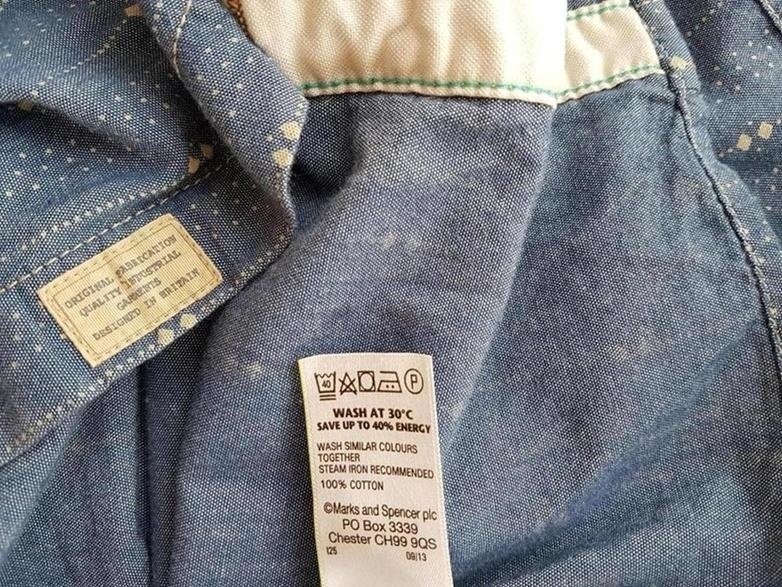 ORIGINAL FABRICATION
QUALITY INDUSTRIAL
GARMENTS
DESIGNED IN BRITAIN
40 P
WASH AT 30°C
SAVE UP TO 40% ENERGY
WASH SIMILAR COLOURS
TOGETHER
STEAM IRON RECOMMENDED
100% COTTON
©Marks and Spencer plc
PO Box 3339
Chester CH99 9QS
I25 09/13